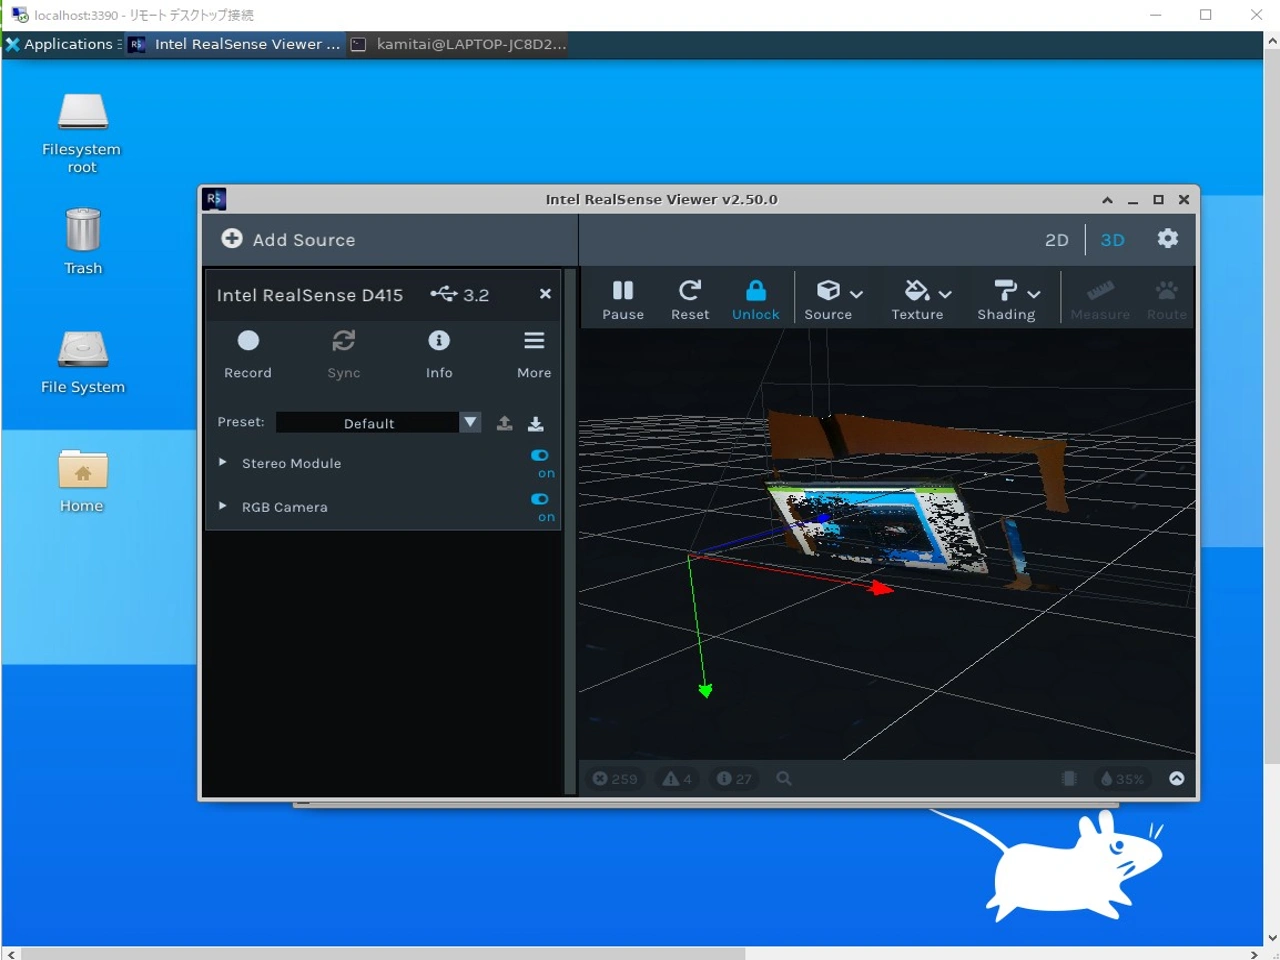 localhost:3390 - リモート デスクトップ接続
Applications
Intel RealSense Viewer ...
kamitai@LAPTOP-JC8D2...
Filesystem
root
Trash
File System
Home
RS
Intel RealSense Viewer v2.50.0
Add Source
2D
3D
Intel RealSense D415
3.2
Record
Sync
Info
More
Preset:
Default
Stereo Module
on
RGB Camera
on
Pause
Reset
Unlock
Source
Texture
Shading
Measure
Route
259
4
27
35%